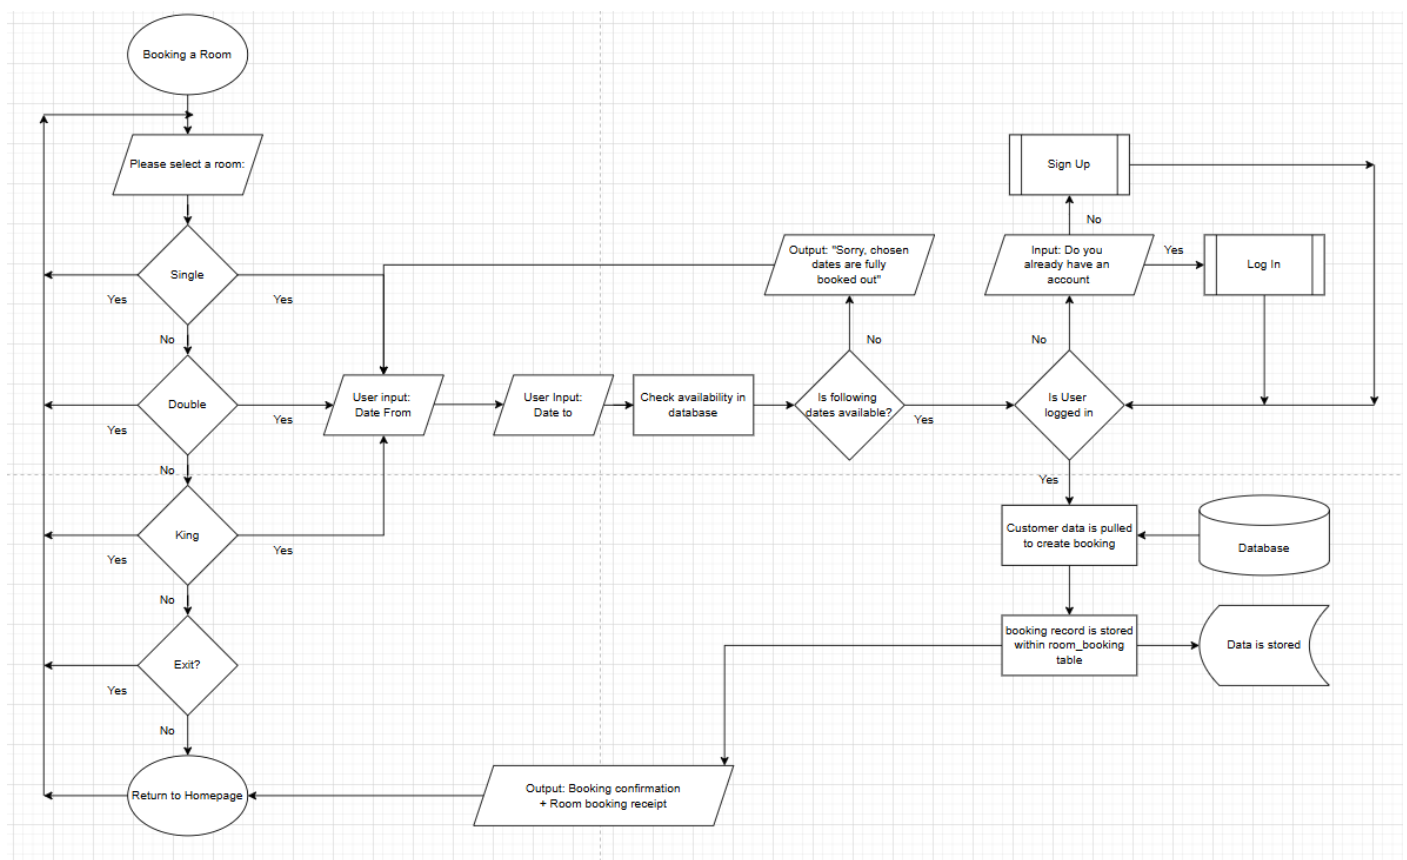 Booking a Room
Please select a room:
Single
Yes
Yes
No
Double
Yes
Yes
No
King
Yes
Yes
No
Exit?
Yes
No
Return to Homepage
User input:
Date From
User Input:
Date to
Check availability in
database
Is following
dates available?
No
Yes
Output: "Sorry, chosen
dates are fully
booked out"
Is User
logged in
No
Yes
Input: Do you
already have an
account
No
Yes
Sign Up
Log In
Customer data is pulled
to create booking
Database
booking record is stored
within room_booking
table
Data is stored
Output: Booking confirmation
+ Room booking receipt